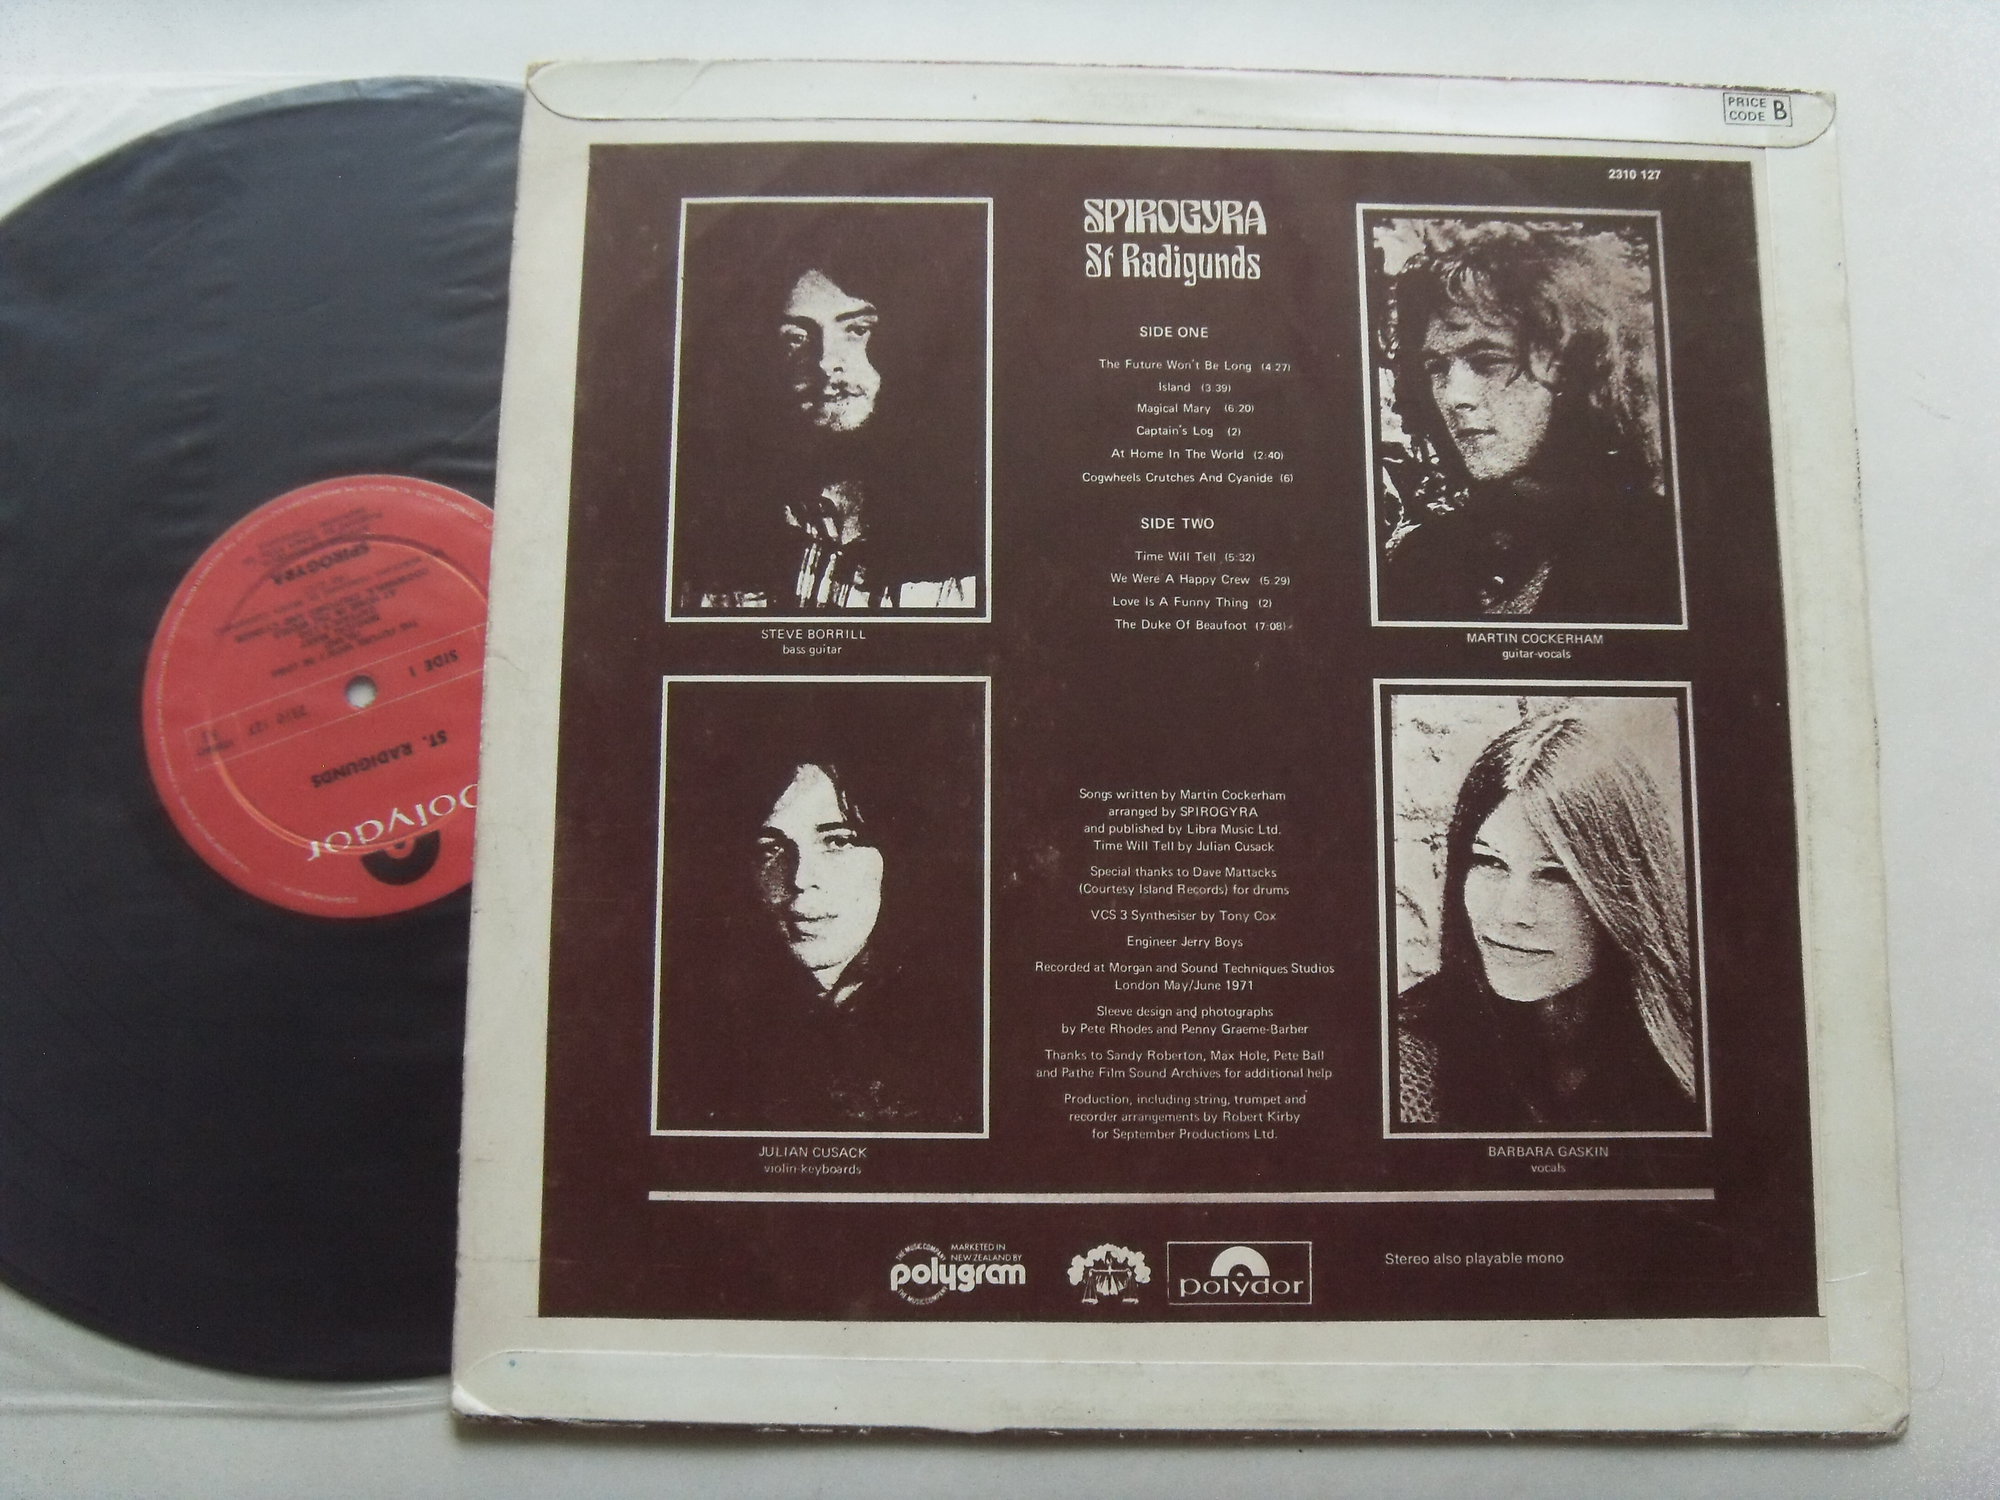 PRICE CODE B
2310 127
SPIROGYRA
St Radigunds
SIDE ONE
The Future Won't Be Long (4 27)
Island (3 39)
Magical Mary (6.20)
Captain's Log (2)
At Home In The World (2:40)
Cogwheels Crutches And Cyanide (6)
SIDE TWO
Time Will Tell (5:32)
We Were A Happy Crew (5.29)
Love Is A Funny Thing (2)
The Duke Of Beaufoot (7:08)
STEVE BORRILL
bass guitar
MARTIN COCKERHAM
guitar-vocals
Songs written by Martin Cockerham
arranged by SPIROGYRA
and published by Libra Music Ltd.
Time Will Tell by Julian Cusack
Special thanks to Dave Mattacks
(Courtesy Island Records) for drums
VCS 3 Synthesiser by Tony Cox
Engineer Jerry Boys
Recorded at Morgan and Sound Techniques Studios
London May/June 1971
Sleeve design and photographs
by Pete Rhodes and Penny Graeme-Barber
Thanks to Sandy Roberton, Max Hole, Pete Ball
and Pathe Film Sound Archives for additional help
Production, including string, trumpet and
recorder arrangements by Robert Kirby
for September Productions Ltd.
JULIAN CUSACK
violin-keyboards
BARBARA GASKIN
vocals
THE MUSIC COMPANY
MARKETED IN
NEW ZEALAND BY
polygram
THE MUSIC COMPANY
polydor
Stereo also playable mono
polydor
ST. RADIGUNDS
2310 127
SIDE 1
SPIROGYRA